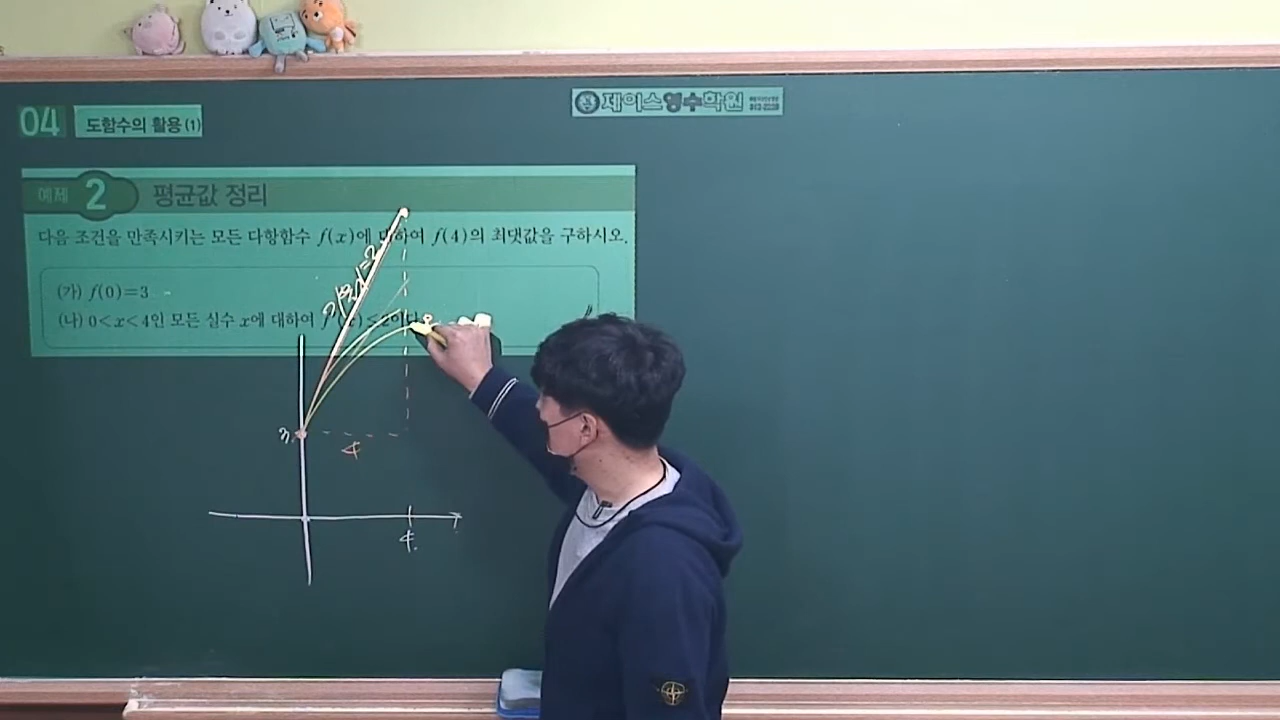 제이스영수학원
04 도함수의 활용(1)
예제 2 평균값 정리
다음 조건을 만족시키는 모든 다항함수 f(x)에 대하여 f(4)의 최댓값을 구하시오.
(가) f(0)=3
(나) 0<x<4인 모든 실수 x에 대하여 f'(x)≤2이다.
3
4
4